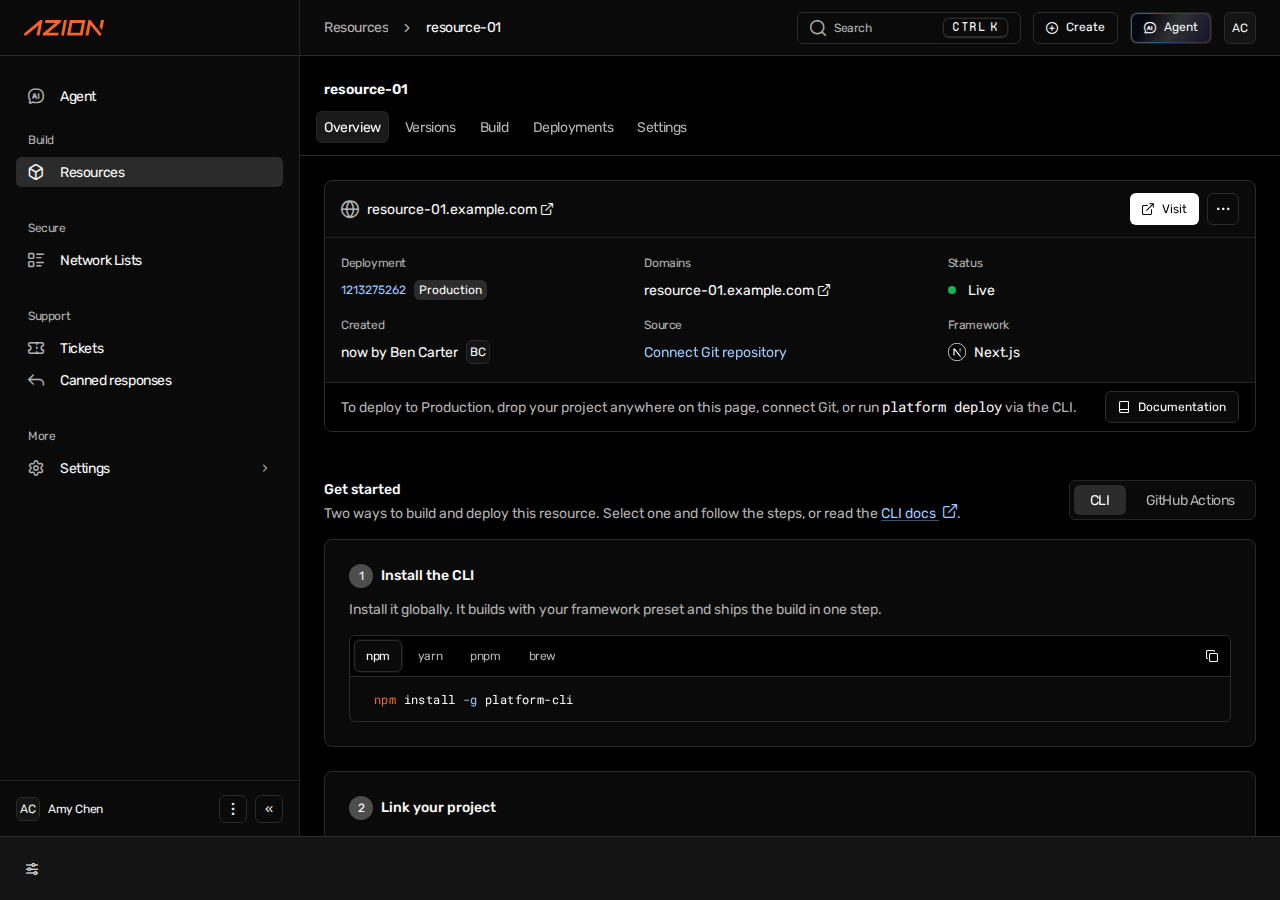 AZION
Resources
resource-01
Search
CTRL K
Create
AI
Agent
AC
AI
Agent
Build
Resources
Secure
Network Lists
Support
Tickets
Canned responses
More
Settings
AC
Amy Chen
resource-01
Overview
Versions
Build
Deployments
Settings
resource-01.example.com
Visit
Deployment
1213275262
Production
Domains
resource-01.example.com
Status
Live
Created
now by Ben Carter
BC
Source
Connect Git repository
Framework
N
Next.js
To deploy to Production, drop your project anywhere on this page, connect Git, or run platform deploy via the CLI.
Documentation
Get started
Two ways to build and deploy this resource. Select one and follow the steps, or read the CLI docs .
CLI
GitHub Actions
1
Install the CLI
Install it globally. It builds with your framework preset and ships the build in one step.
npm
yarn
pnpm
brew
npm install -g platform-cli
2
Link your project